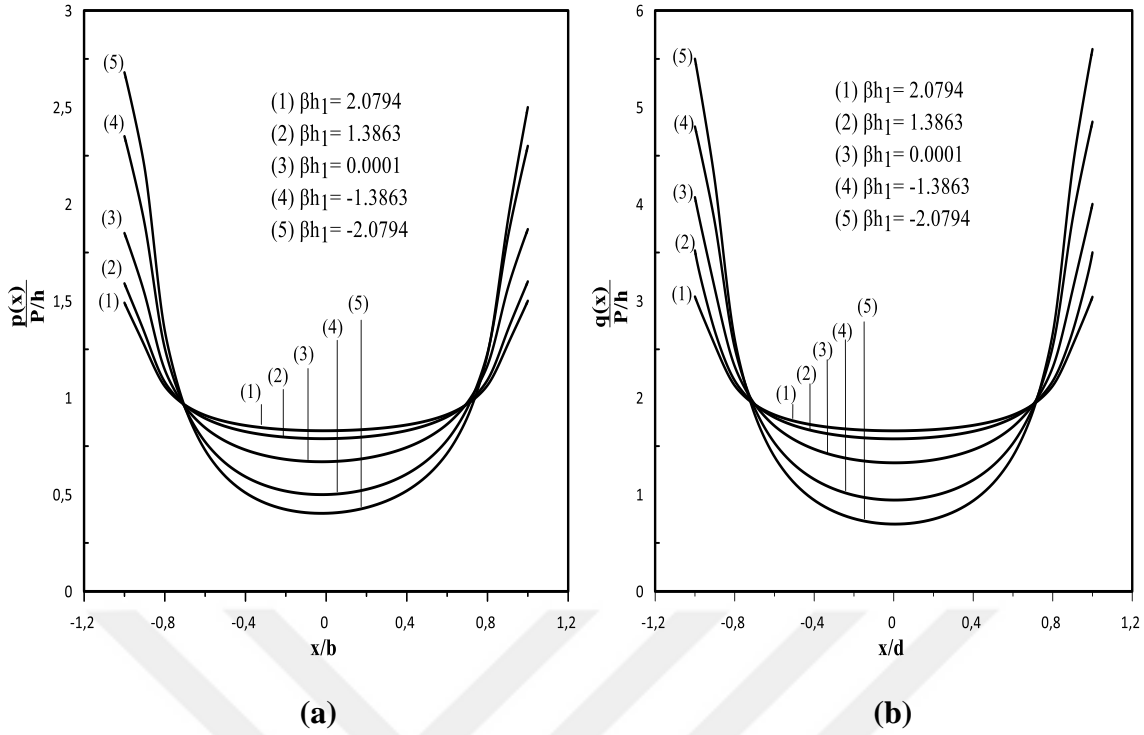 3
2,5
2
1,5
1
0,5
0
-1,2
-0,8
-0,4
0
0,4
0,8
1,2
p(x)
P/h
x/b
(5)
(4)
(3)
(2)
(1)
(1) βh1= 2.0794
(2) βh1= 1.3863
(3) βh1= 0.0001
(4) βh1= -1.3863
(5) βh1= -2.0794
(1)
(2)
(3)
(4)
(5)
(a)
6
5
4
3
2
1
0
-1,2
-0,8
-0,4
0
0,4
0,8
1,2
q(x)
P/h
x/d
(5)
(4)
(3)
(2)
(1)
(1) βh1= 2.0794
(2) βh1= 1.3863
(3) βh1= 0.0001
(4) βh1= -1.3863
(5) βh1= -2.0794
(1)
(2)
(3)
(4)
(5)
(b)